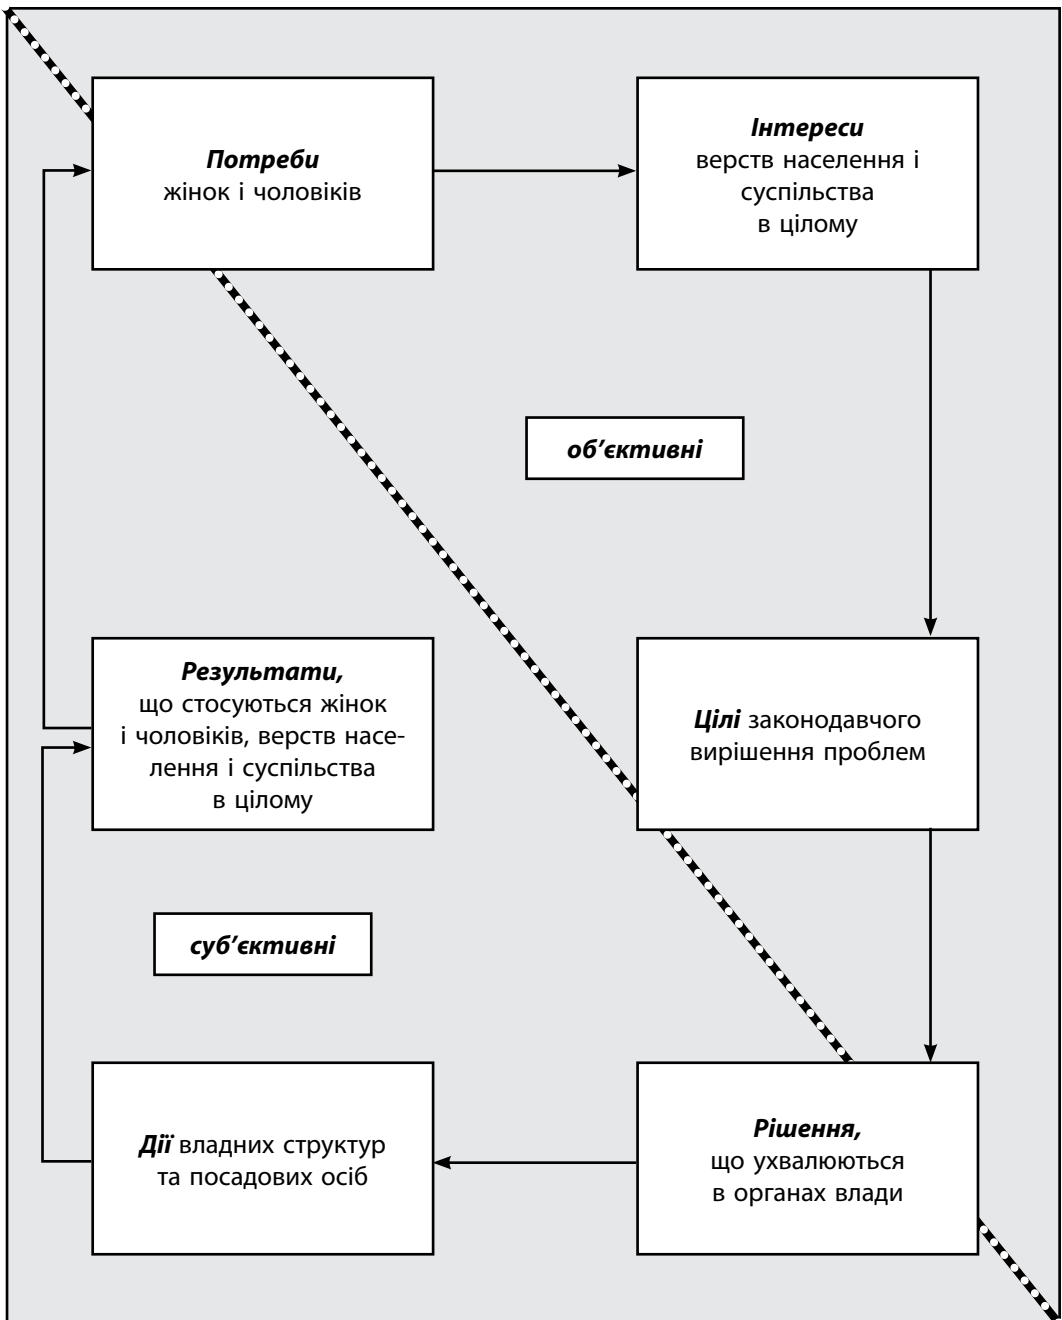 Потреби
жінок і чоловіків
Інтереси
верств населення і
суспільства
в цілому
об’єктивні
Результати,
що стосуються жінок
і чоловіків, верств насе-
лення і суспільства
в цілому
Цілі законодавчого
вирішення проблем
суб’єктивні
Дії владних структур
та посадових осіб
Рішення,
що ухвалюються
в органах влади